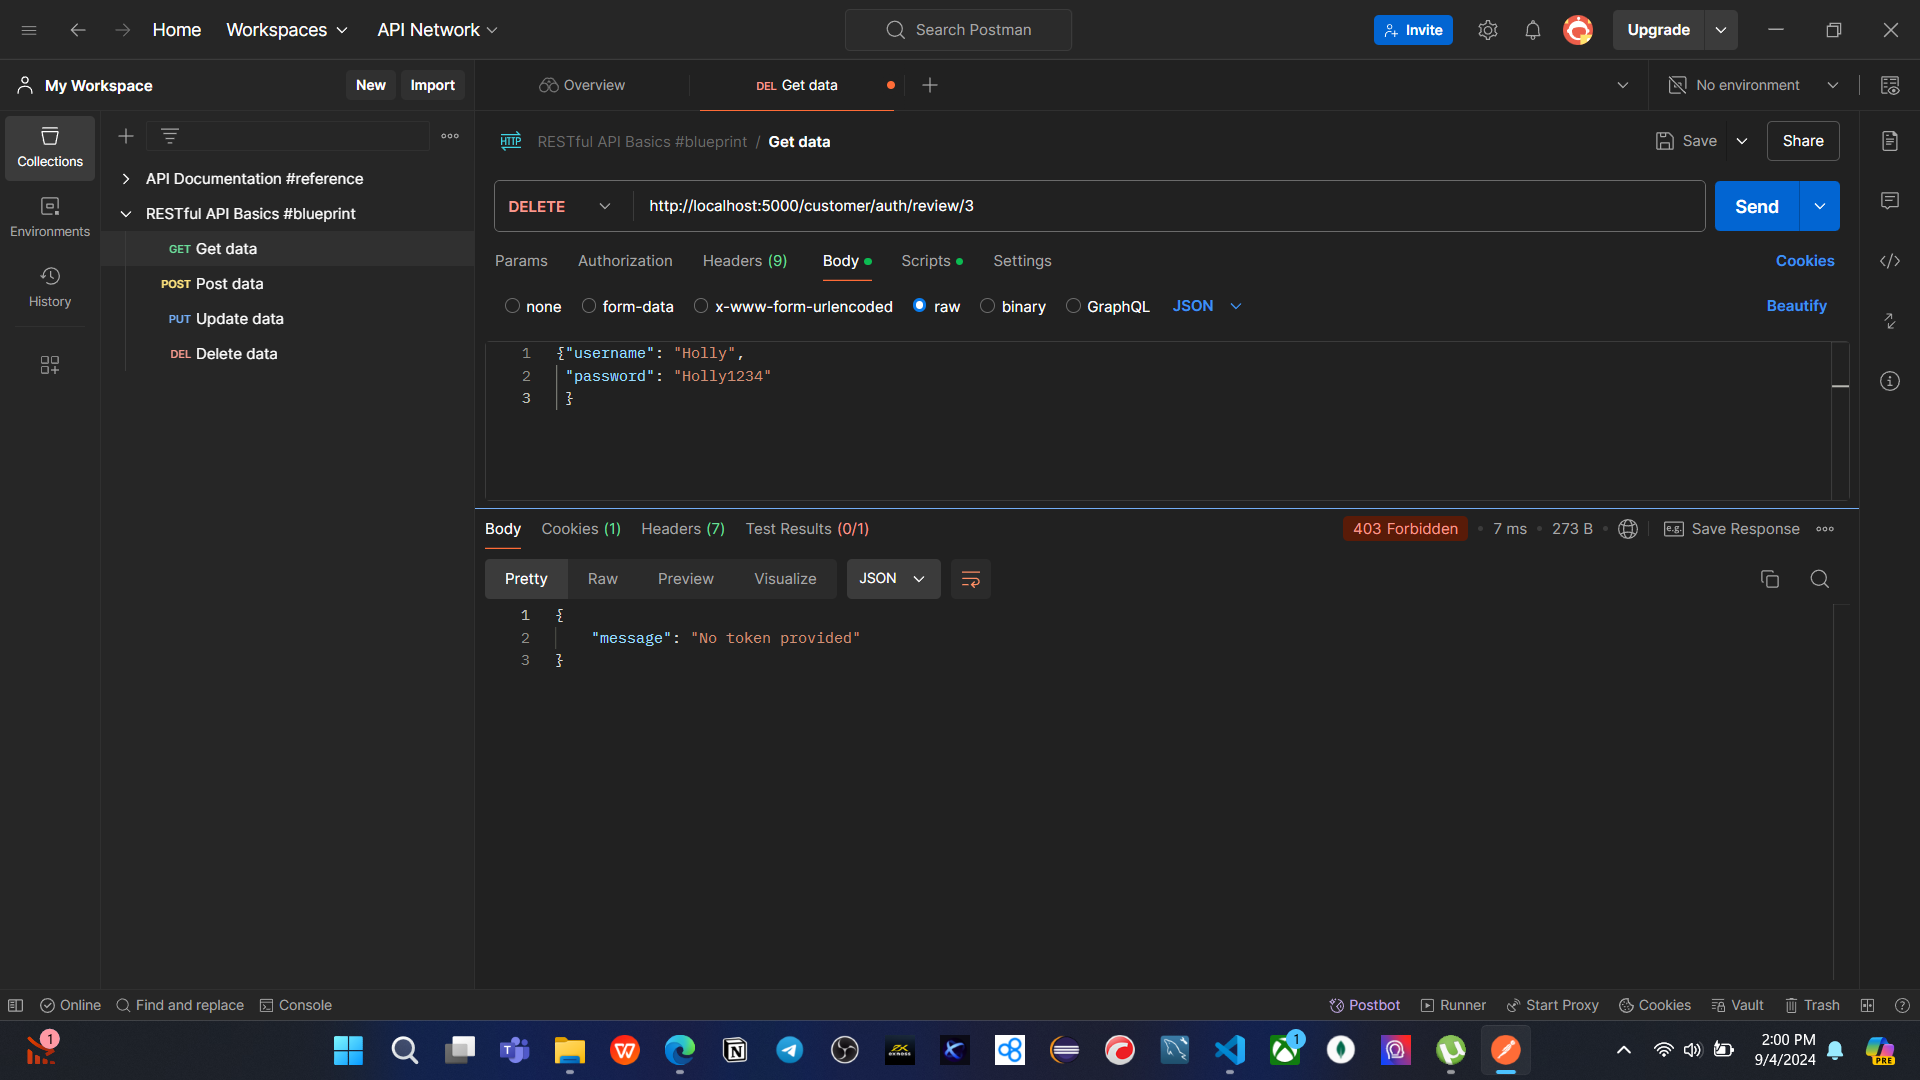 Home Workspaces API Network Search Postman Invite Upgrade
My Workspace New Import Overview DEL Get data No environment
Collections
Environments
History
API Documentation #reference
RESTful API Basics #blueprint
GET Get data
POST Post data
PUT Update data
DEL Delete data
HTTP RESTful API Basics #blueprint / Get data Save Share
DELETE http://localhost:5000/customer/auth/review/3 Send
Params Authorization Headers (9) Body Scripts Settings Cookies
none form-data x-www-form-urlencoded raw binary GraphQL JSON Beautify
1 {"username": "Holly",
2 "password": "Holly1234"
3 }
Body Cookies (1) Headers (7) Test Results (0/1) 403 Forbidden 7 ms 273 B e.g. Save Response
Pretty Raw Preview Visualize JSON
1 {
2 "message": "No token provided"
3 }
Online Find and replace Console Postbot Runner Start Proxy Cookies Vault Trash
1 1 2:00 PM
9/4/2024 PRE